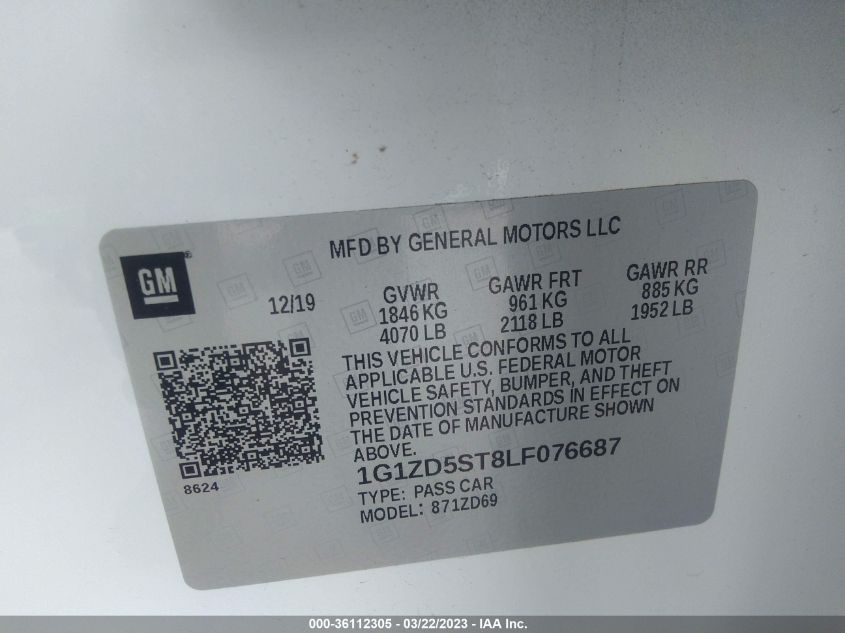 MFD BY GENERAL MOTORS LLC
GM®
12/19
GVWR
1846 KG
4070 LB
GAWR FRT
961 KG
2118 LB
GAWR RR
885 KG
1952 LB
THIS VEHICLE CONFORMS TO ALL
APPLICABLE U.S. FEDERAL MOTOR
VEHICLE SAFETY, BUMPER, AND THEFT
PREVENTION STANDARDS IN EFFECT ON
THE DATE OF MANUFACTURE SHOWN
ABOVE.
8624
1G1ZD5ST8LF076687
TYPE: PASS CAR
MODEL: 871ZD69
000-36112305 - 03/22/2023 - IAA Inc.